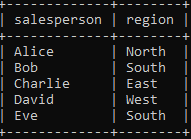 +-------------+--------+
| salesperson | region |
+-------------+--------+
| Alice       | North  |
| Bob         | South  |
| Charlie     | East   |
| David       | West   |
| Eve         | South  |